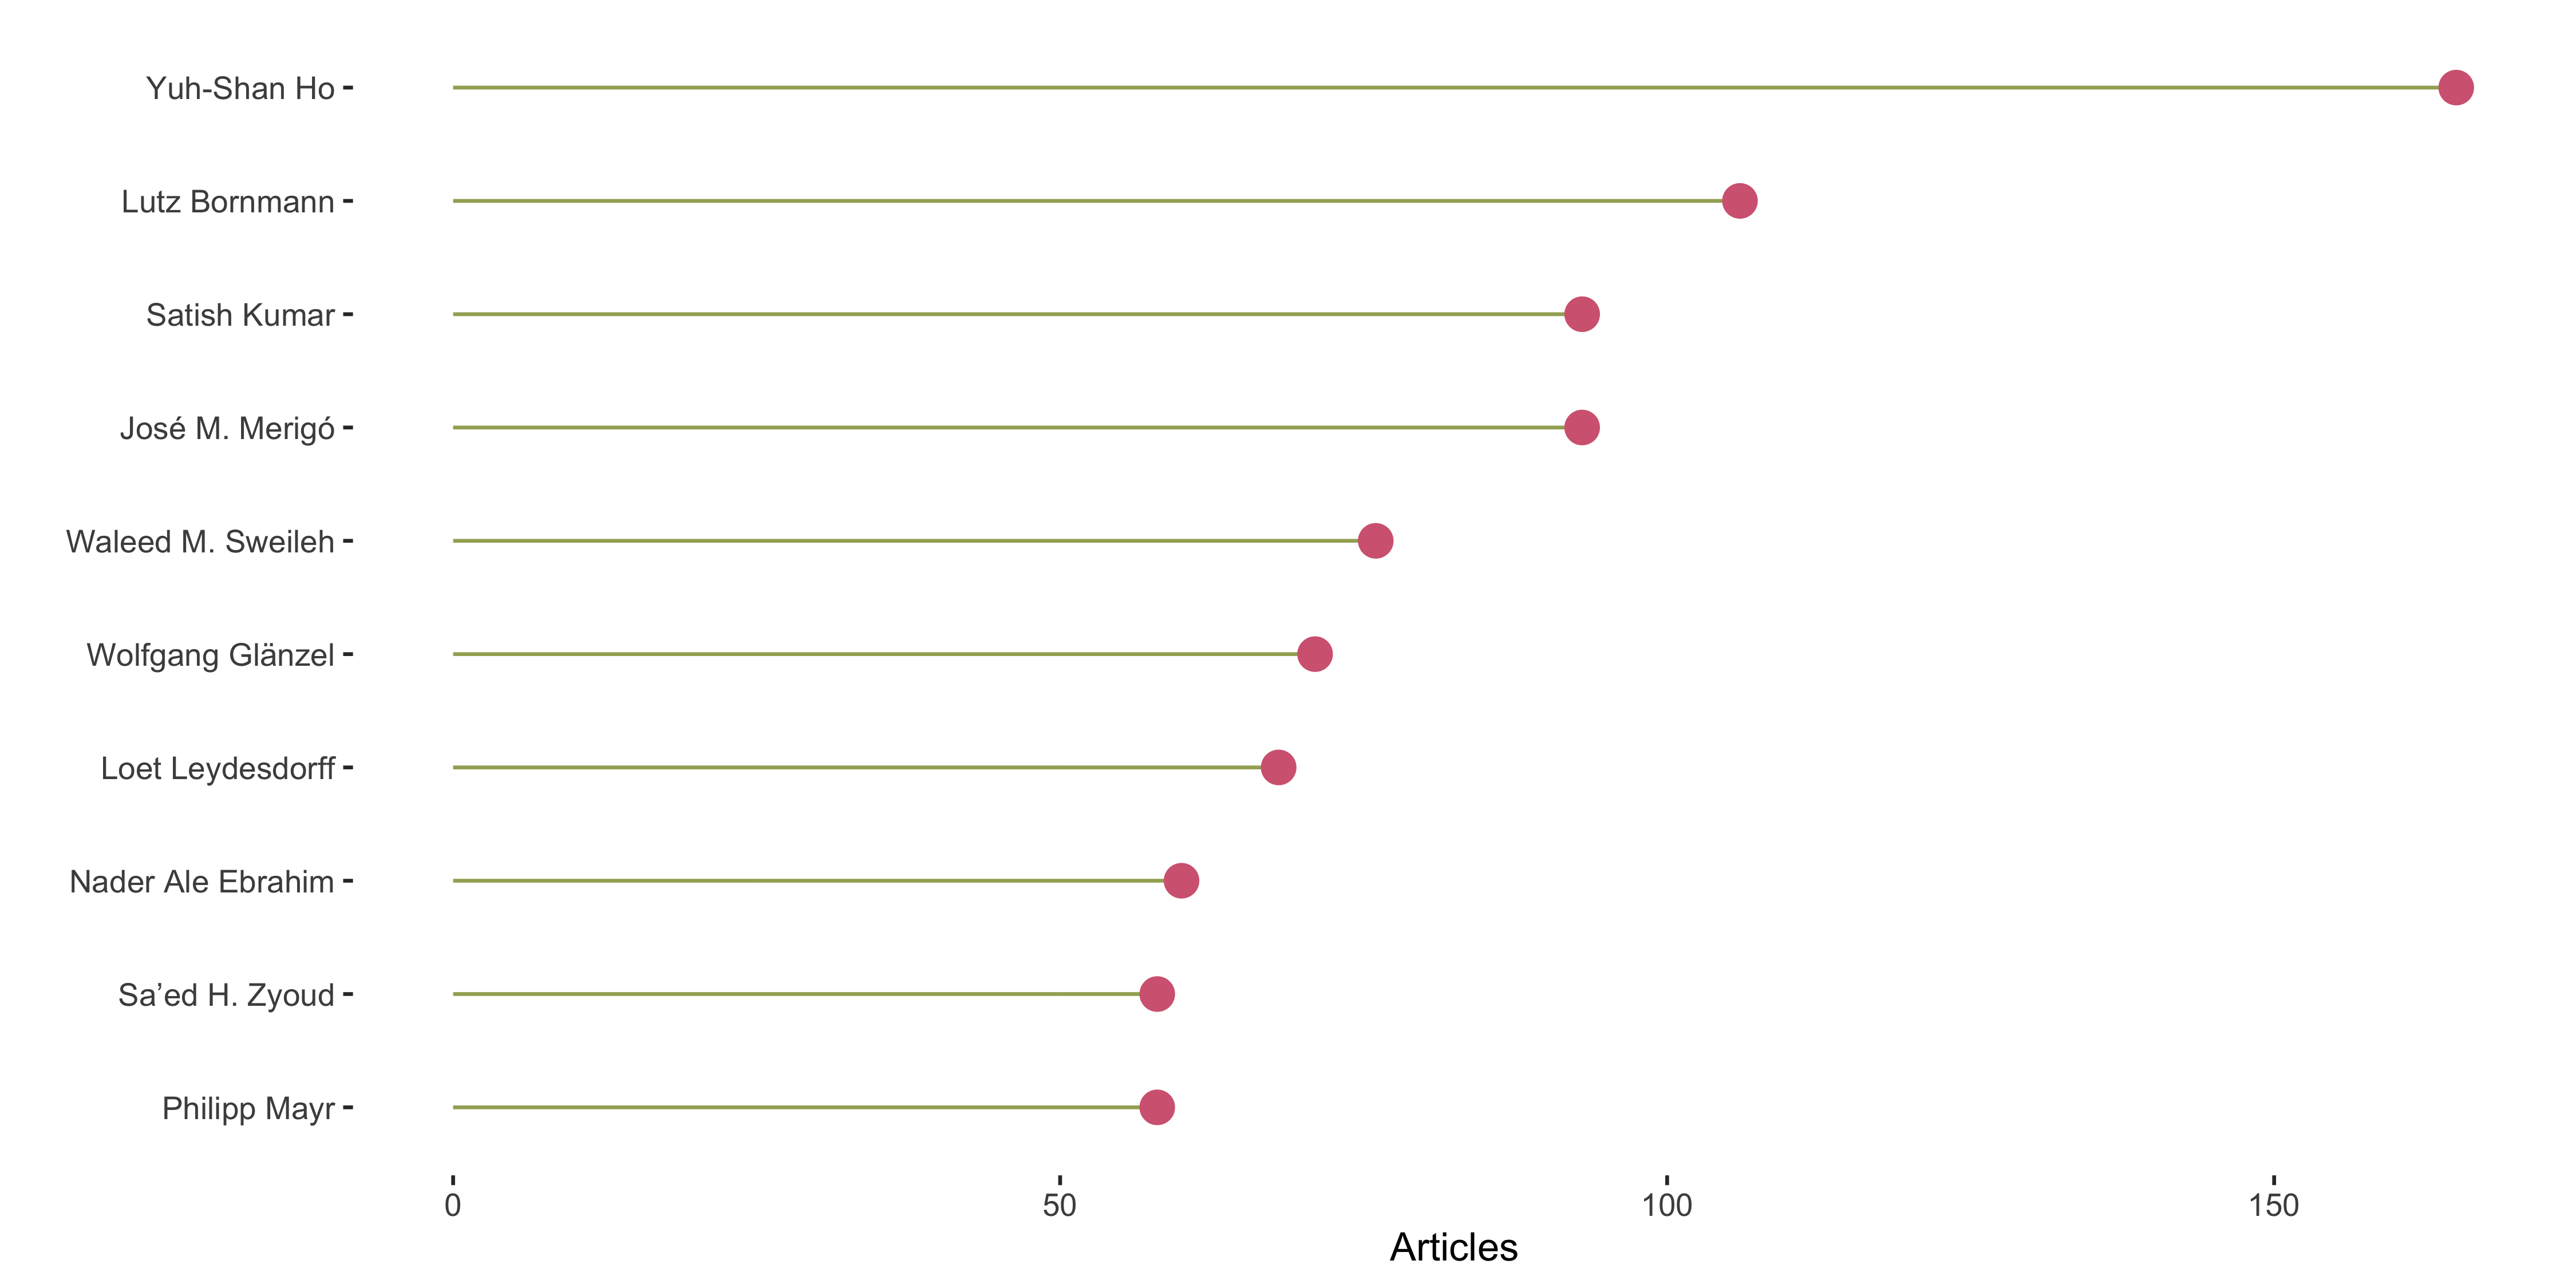 Yuh-Shan Ho
Lutz Bornmann
Satish Kumar
José M. Merigó
Waleed M. Sweileh
Wolfgang Glänzel
Loet Leydesdorff
Nader Ale Ebrahim
Sa’ed H. Zyoud
Philipp Mayr
0 50 100 150
Articles